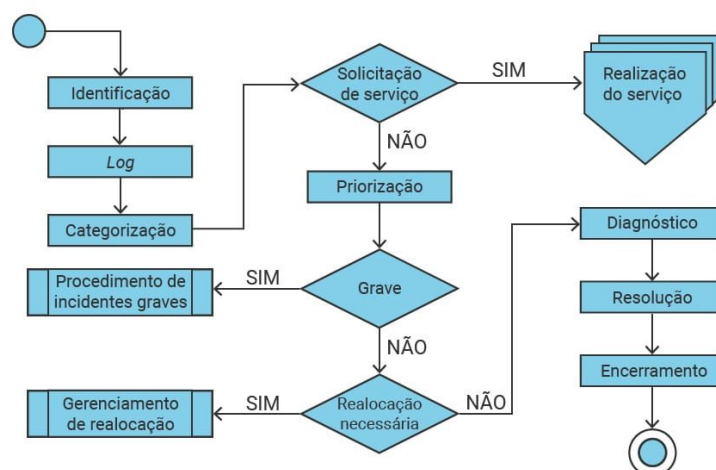 Identificação
Log
Categorização
Solicitação
de serviço
SIM
Realização
do serviço
NÃO
Priorização
Grave
SIM
Procedimento de
incidentes graves
NÃO
Realocação
necessária
SIM
Gerenciamento
de realocação
NÃO
Diagnóstico
Resolução
Encerramento